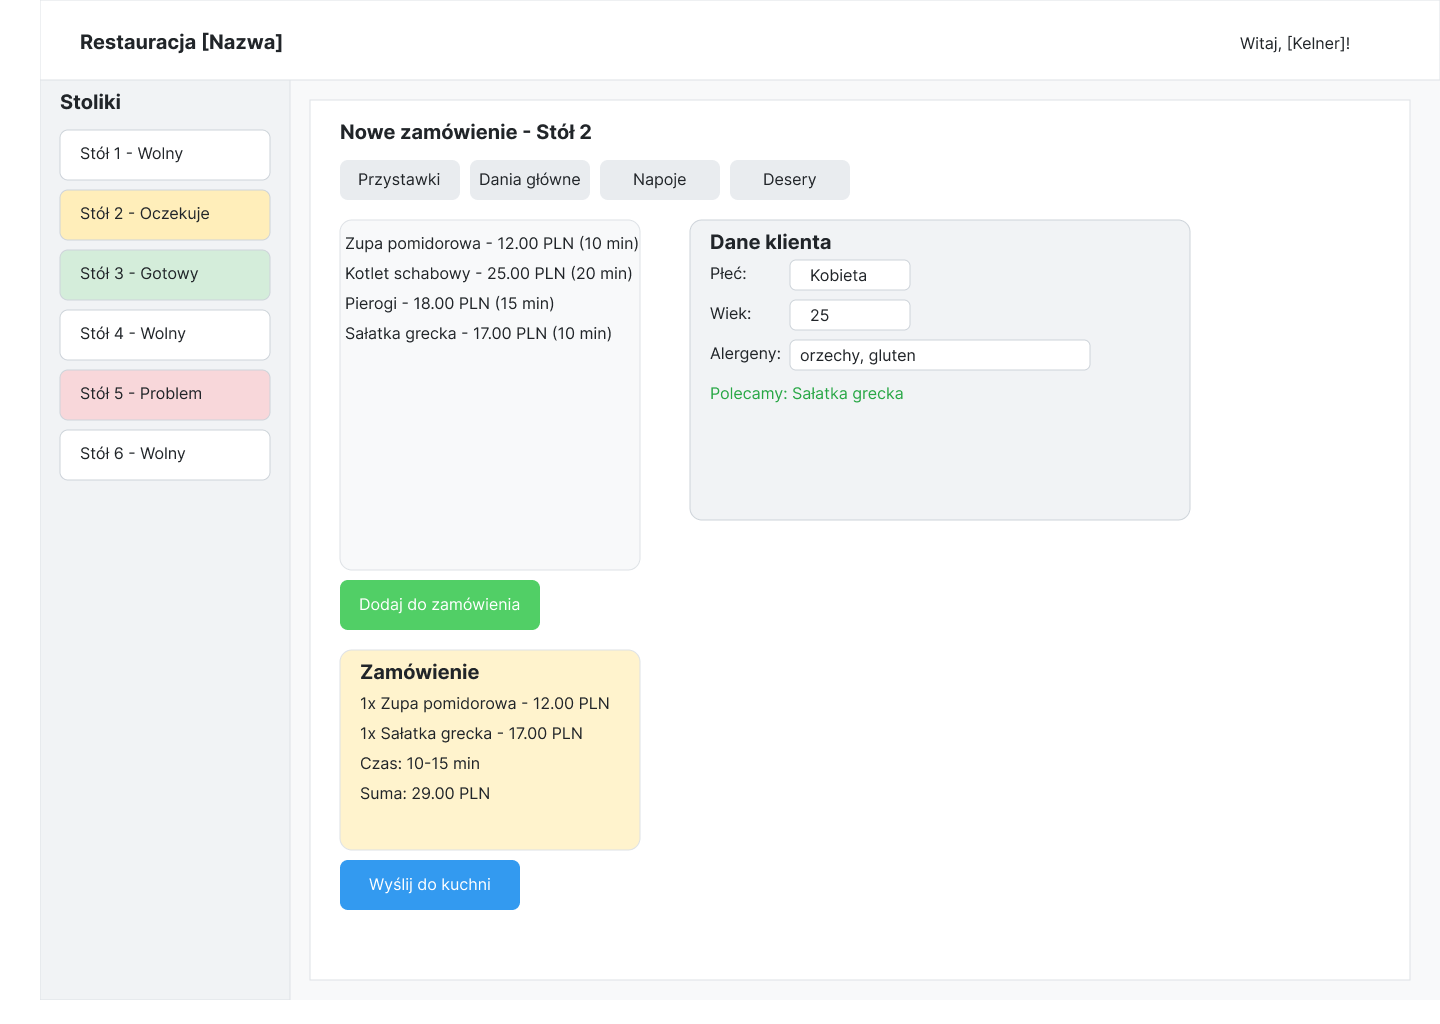 Restauracja [Nazwa]
Witaj, [Kelner]!
Stoliki
Stół 1 - Wolny
Stół 2 - Oczekuje
Stół 3 - Gotowy
Stół 4 - Wolny
Stół 5 - Problem
Stół 6 - Wolny
Nowe zamówienie - Stół 2
Przystawki
Dania główne
Napoje
Desery
Zupa pomidorowa - 12.00 PLN (10 min)
Kotlet schabowy - 25.00 PLN (20 min)
Pierogi - 18.00 PLN (15 min)
Sałatka grecka - 17.00 PLN (10 min)
Dodaj do zamówienia
Zamówienie
1x Zupa pomidorowa - 12.00 PLN
1x Sałatka grecka - 17.00 PLN
Czas: 10-15 min
Suma: 29.00 PLN
Wyślij do kuchni
Dane klienta
Płeć: Kobieta
Wiek: 25
Alergeny: orzechy, gluten
Polecamy: Sałatka grecka